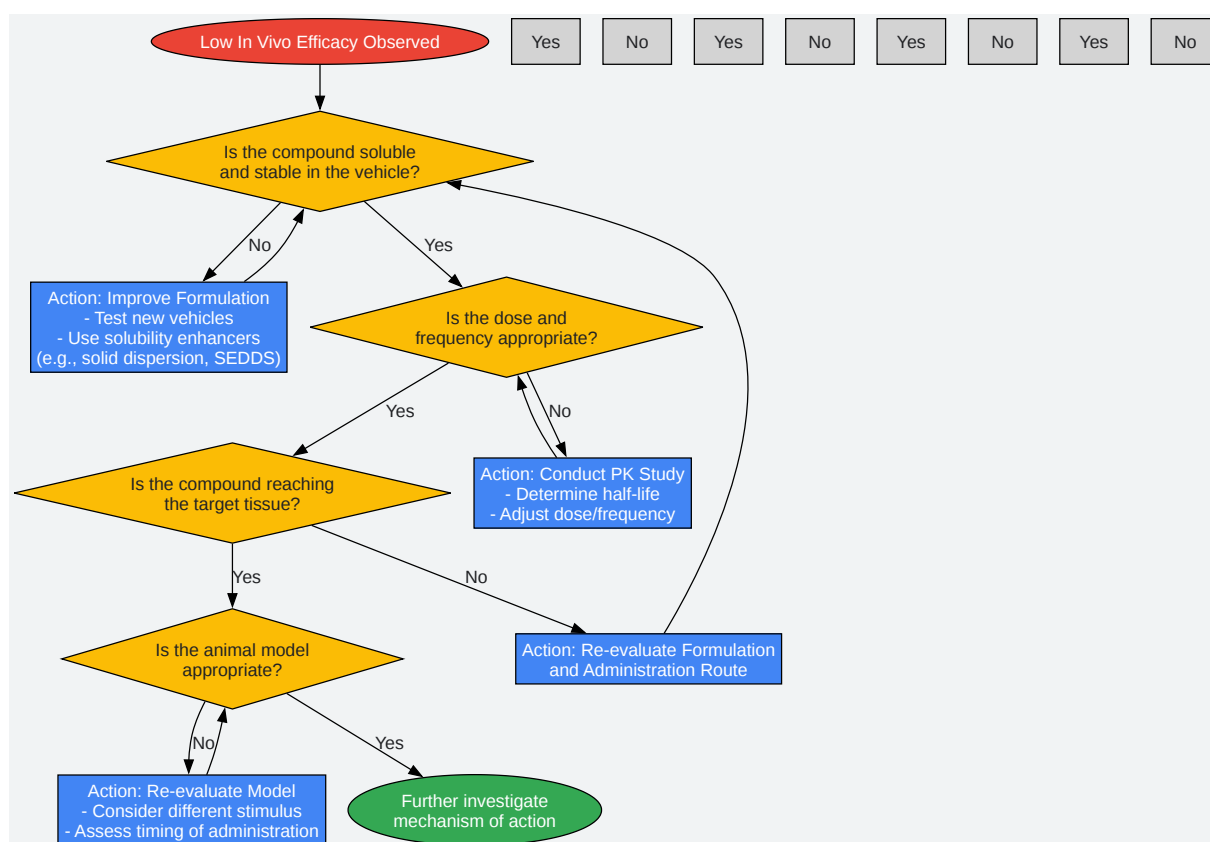 Low In Vivo Efficacy Observed
Yes
No
Yes
No
Yes
No
Yes
No
Is the compound soluble
and stable in the vehicle?
No
Yes
Action: Improve Formulation
- Test new vehicles
- Use solubility enhancers
(e.g., solid dispersion, SEDDS)
Is the dose and
frequency appropriate?
Yes
No
Is the compound reaching
the target tissue?
Action: Conduct PK Study
- Determine half-life
- Adjust dose/frequency
Yes
No
Is the animal model
appropriate?
Action: Re-evaluate Formulation
and Administration Route
No
Yes
Action: Re-evaluate Model
- Consider different stimulus
- Assess timing of administration
Further investigate
mechanism of action